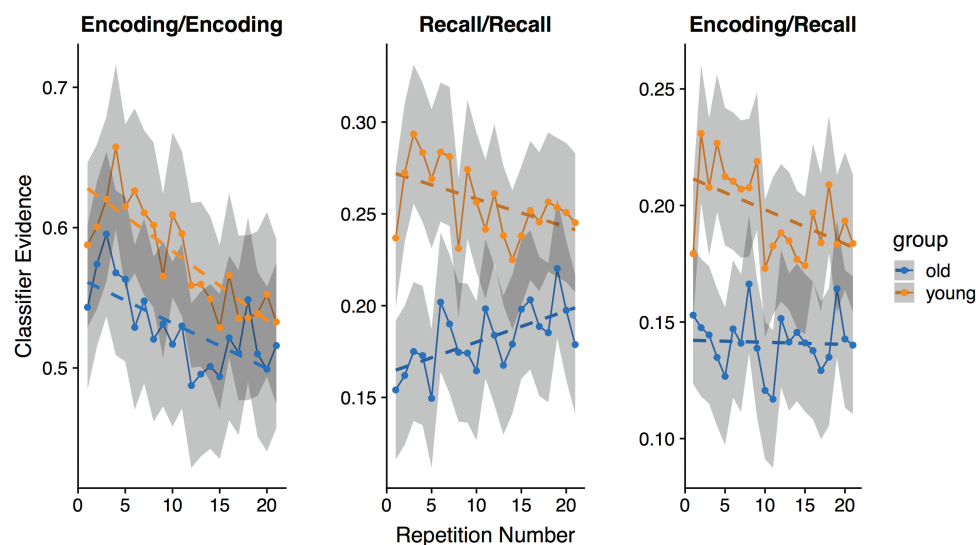 Encoding/Encoding
Recall/Recall
Encoding/Recall
Classifier Evidence
0.7
0.6
0.5
0 5 10 15 20
0.30
0.25
0.20
0.15
0 5 10 15 20
0.25
0.20
0.15
0.10
0 5 10 15 20
Repetition Number
group
old
young